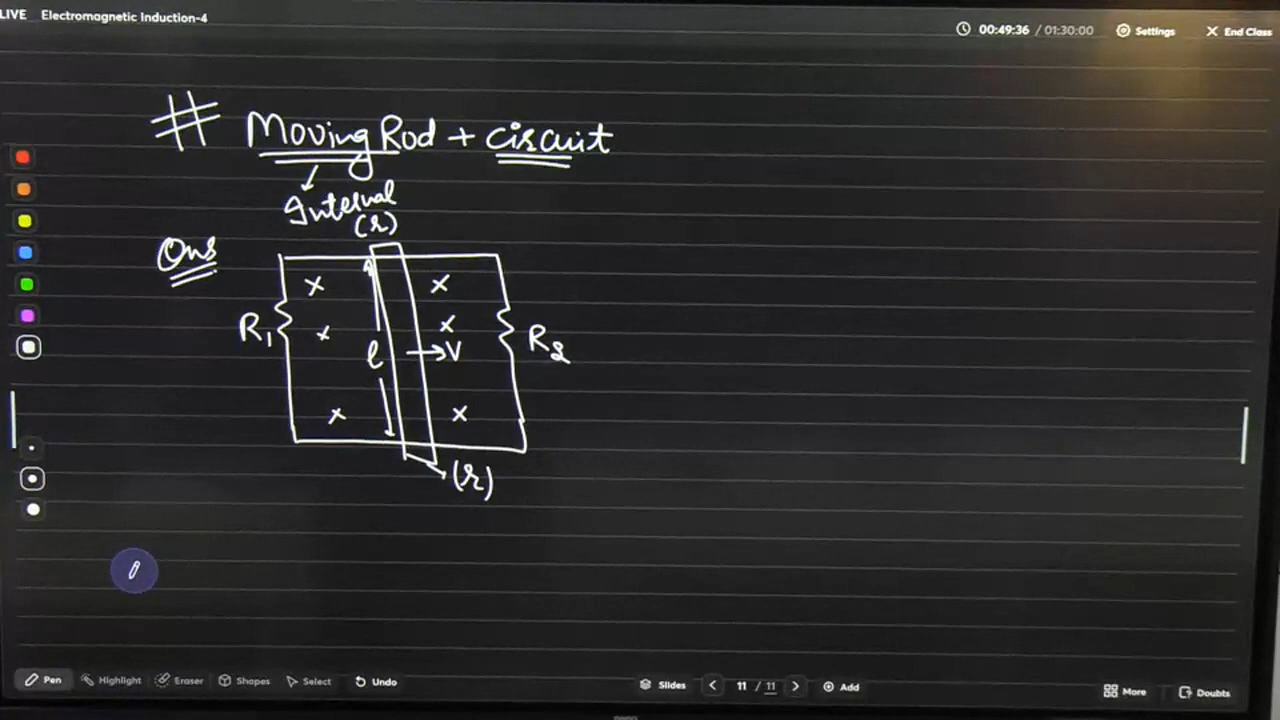 LIVE Electromagnetic Induction-4
00:49:36 / 01:30:00 Settings End Class
# Moving Rod + circuit
Internal
(r)
Qns
x x
x x
R1 l →V R2
x x
(r)
Pen Highlight Eraser Shapes Select Undo Slides 11 / 11 Add More Doubts